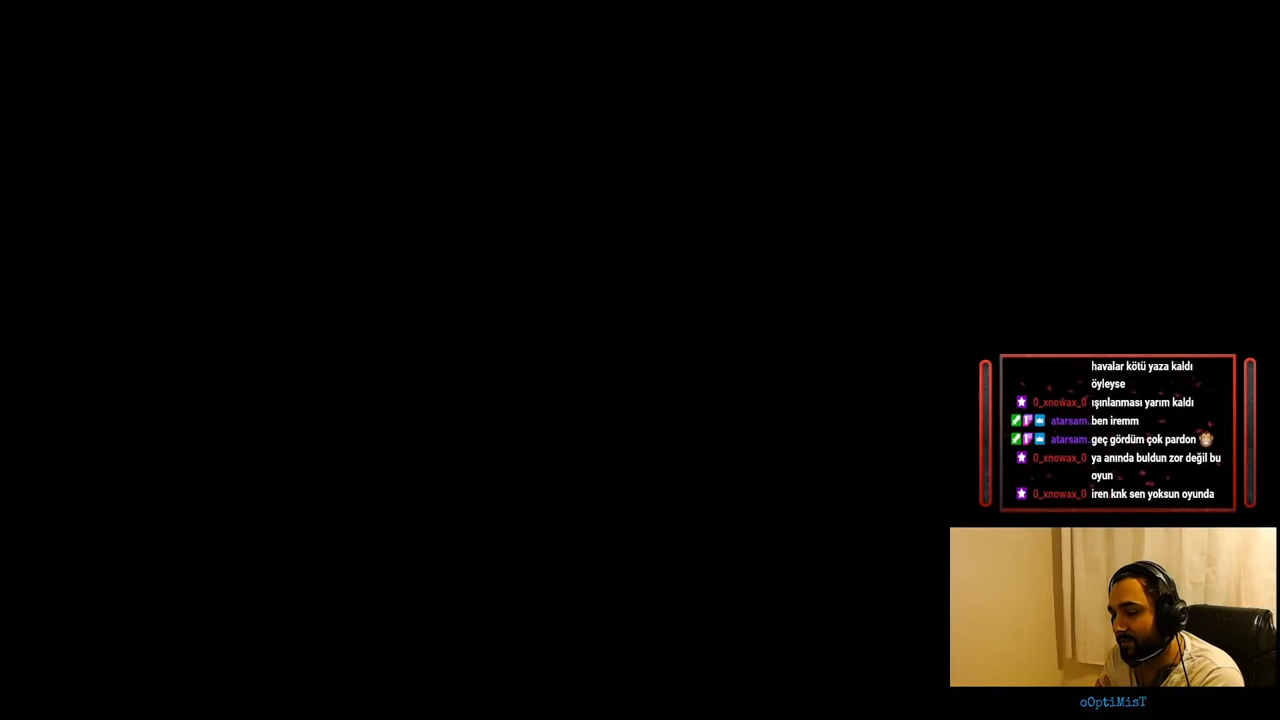 havalar kötü yaza kaldı
öyleyse
0_xnowax_0 ışınlanması yarım kaldı
atarsam.. ben iremm
atarsam.. geç gördüm çok pardon
0_xnowax_0 ya anında buldun zor değil bu
oyun
0_xnowax_0 iren knk sen yoksun oyunda
oOptiMisT